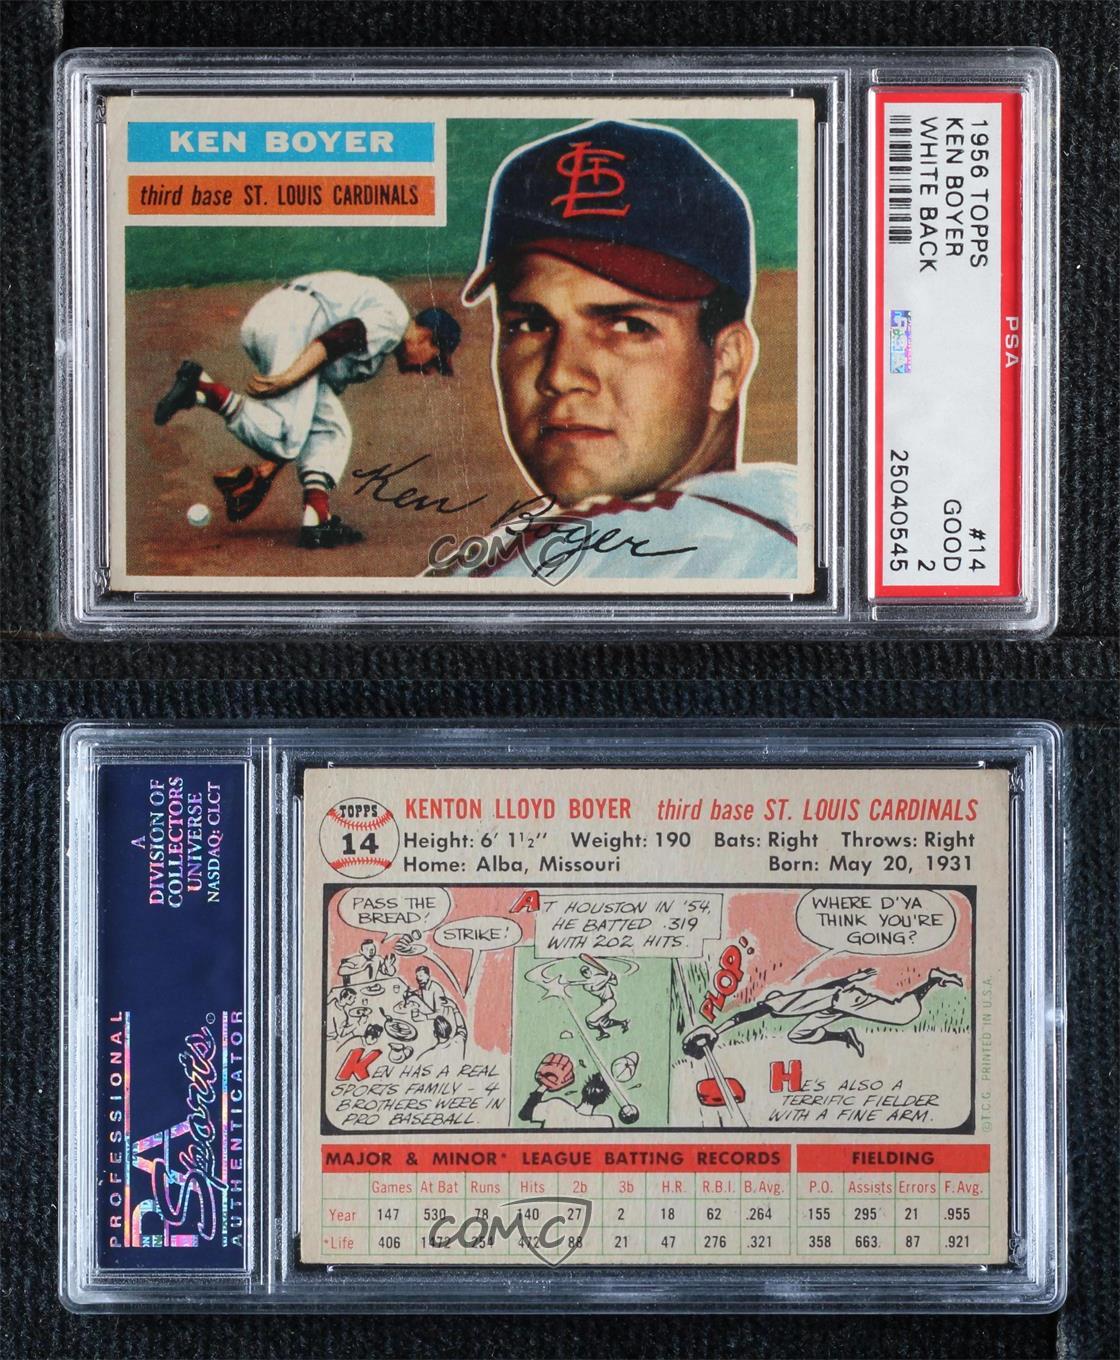 KEN BOYER
third base ST. LOUIS CARDINALS
STL
Ken Boyer
COMC
1956 TOPPS #14
KEN BOYER GOOD
WHITE BACK 2
25040545
PSA
A
DIVISION OF
COLLECTORS
UNIVERSE
NASDAQ: CLCT
PROFESSIONAL
PSA
Sports©
AUTHENTICATOR
TOPPS
14
KENTON LLOYD BOYER third base ST. LOUIS CARDINALS
Height: 6' 1½" Weight: 190 Bats: Right Throws: Right
Home: Alba, Missouri Born: May 20, 1931
PASS THE
BREAD!
STRIKE!
KEN HAS A REAL
SPORTS FAMILY - 4
BROTHERS WERE IN
PRO BASEBALL.
AT HOUSTON IN '54,
HE BATTED .319
WITH 202 HITS.
WHERE D'YA
THINK YOU'RE
GOING?
PLOP!
HE'S ALSO A
TERRIFIC FIELDER
WITH A FINE ARM.
©T.C.G. PRINTED IN U.S.A.
MAJOR & MINOR* LEAGUE BATTING RECORDS FIELDING
Games At Bat Runs Hits 2b 3b H.R. R.B.I. B. Avg. P.O. Assists Errors F. Avg.
Year 147 530 78 140 27 2 18 62 .264 155 295 21 .955
*Life 406 1472 254 472 88 21 47 276 .321 358 663 87 .921
COMC